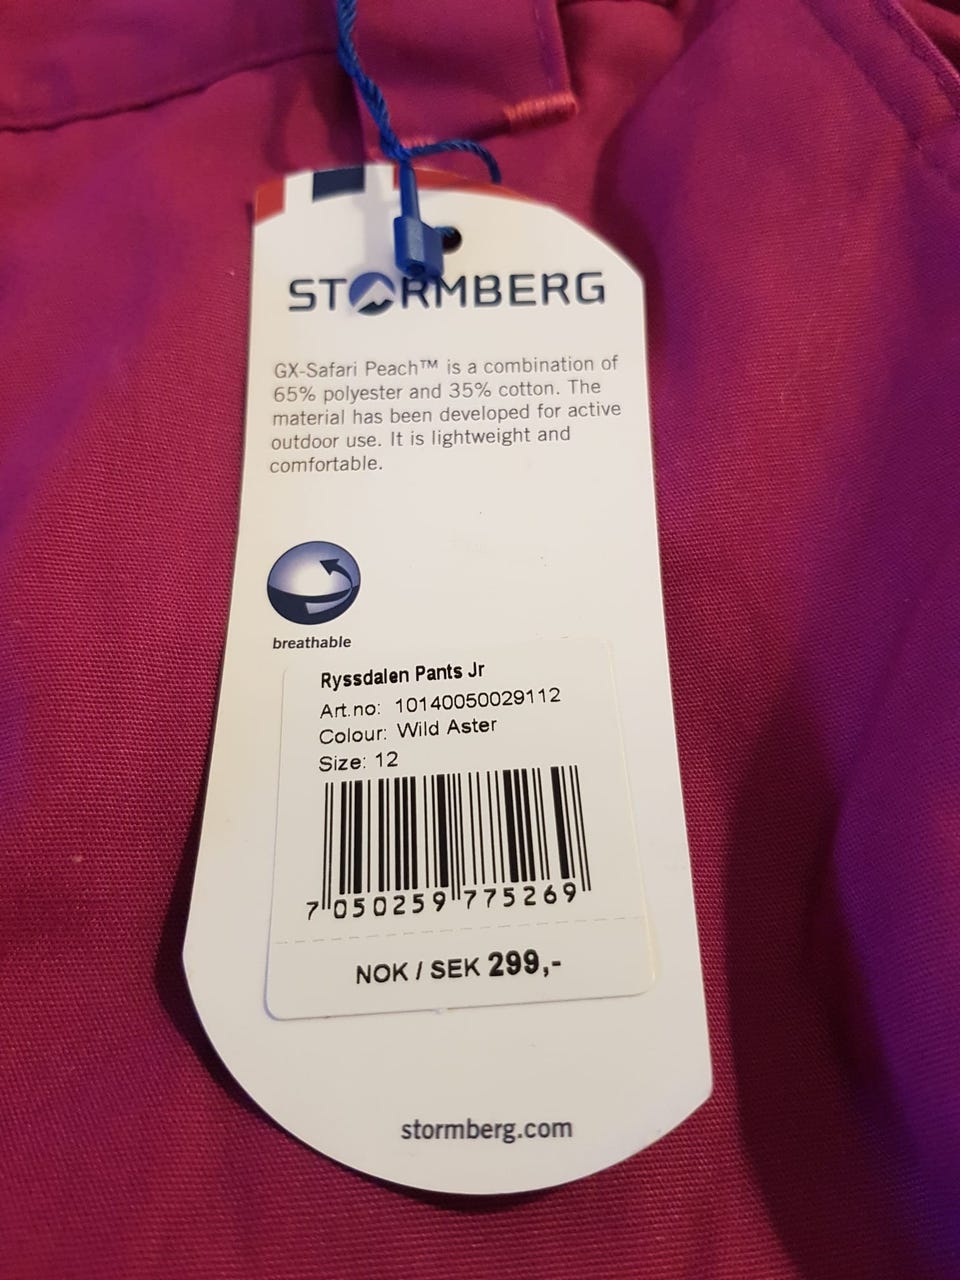 STORMBERG
GX-Safari Peach™ is a combination of
65% polyester and 35% cotton. The
material has been developed for active
outdoor use. It is lightweight and
comfortable.
breathable
Ryssdalen Pants Jr
Art.no: 10140050029112
Colour: Wild Aster
Size: 12
7 050259 775269
NOK / SEK 299,-
stormberg.com